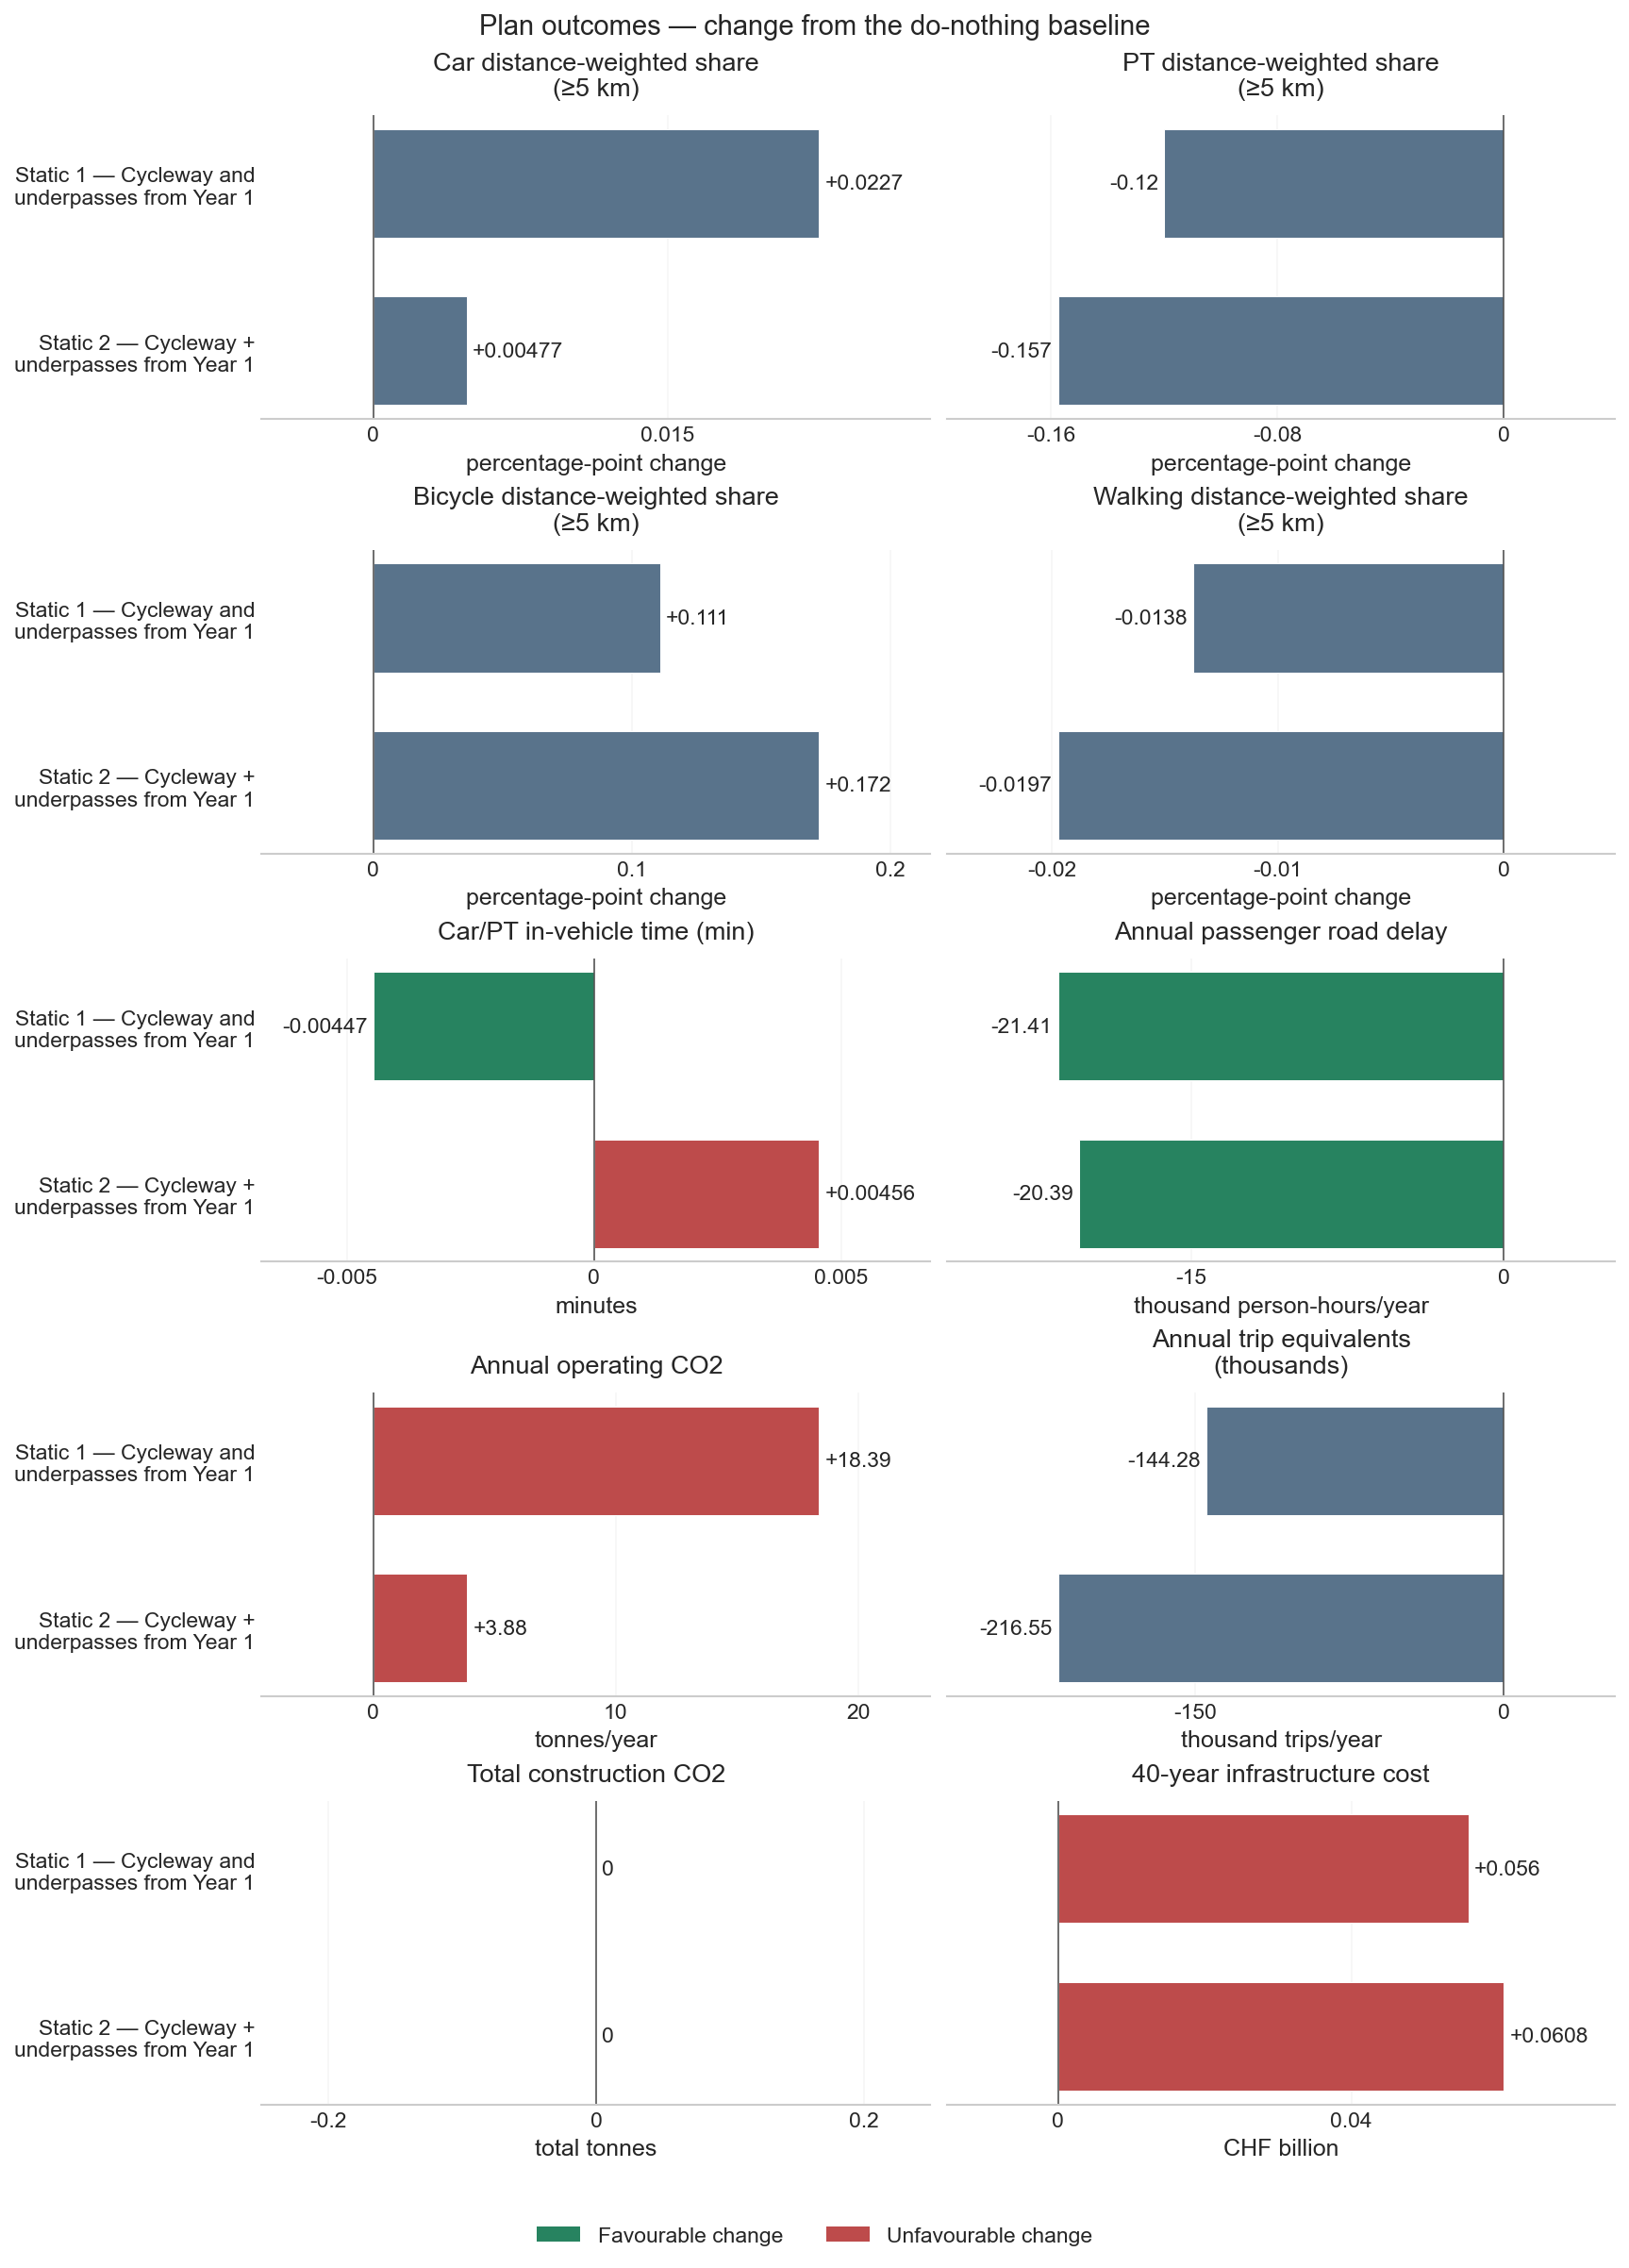 Plan outcomes — change from the do-nothing baseline
Car distance-weighted share
(≥5 km)
PT distance-weighted share
(≥5 km)
Static 1 — Cycleway and
underpasses from Year 1
+0.0227
-0.12
Static 2 — Cycleway +
underpasses from Year 1
+0.00477
-0.157
0
0.015
-0.16
-0.08
0
percentage-point change
percentage-point change
Bicycle distance-weighted share
(≥5 km)
Walking distance-weighted share
(≥5 km)
Static 1 — Cycleway and
underpasses from Year 1
+0.111
-0.0138
Static 2 — Cycleway +
underpasses from Year 1
+0.172
-0.0197
0
0.1
0.2
-0.02
-0.01
0
percentage-point change
percentage-point change
Car/PT in-vehicle time (min)
Annual passenger road delay
Static 1 — Cycleway and
underpasses from Year 1
-0.00447
-21.41
Static 2 — Cycleway +
underpasses from Year 1
+0.00456
-20.39
-0.005
0
0.005
-15
0
minutes
thousand person-hours/year
Annual operating CO2
Annual trip equivalents
(thousands)
Static 1 — Cycleway and
underpasses from Year 1
+18.39
-144.28
Static 2 — Cycleway +
underpasses from Year 1
+3.88
-216.55
0
10
20
-150
0
tonnes/year
thousand trips/year
Total construction CO2
40-year infrastructure cost
Static 1 — Cycleway and
underpasses from Year 1
0
+0.056
Static 2 — Cycleway +
underpasses from Year 1
0
+0.0608
-0.2
0
0.2
0
0.04
total tonnes
CHF billion
Favourable change
Unfavourable change